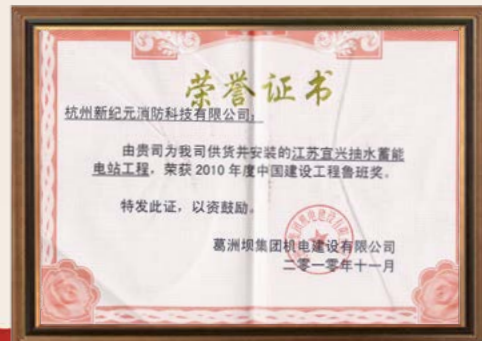 荣誉证书
杭州新纪元消防科技有限公司:
由贵司为我司供货并安装的江苏宜兴抽水蓄能
电站工程，荣获 2010 年度中国建设工程鲁班奖。
特发此证，以资鼓励。
葛洲坝集团机电建设有限公司
二零一零年十一月